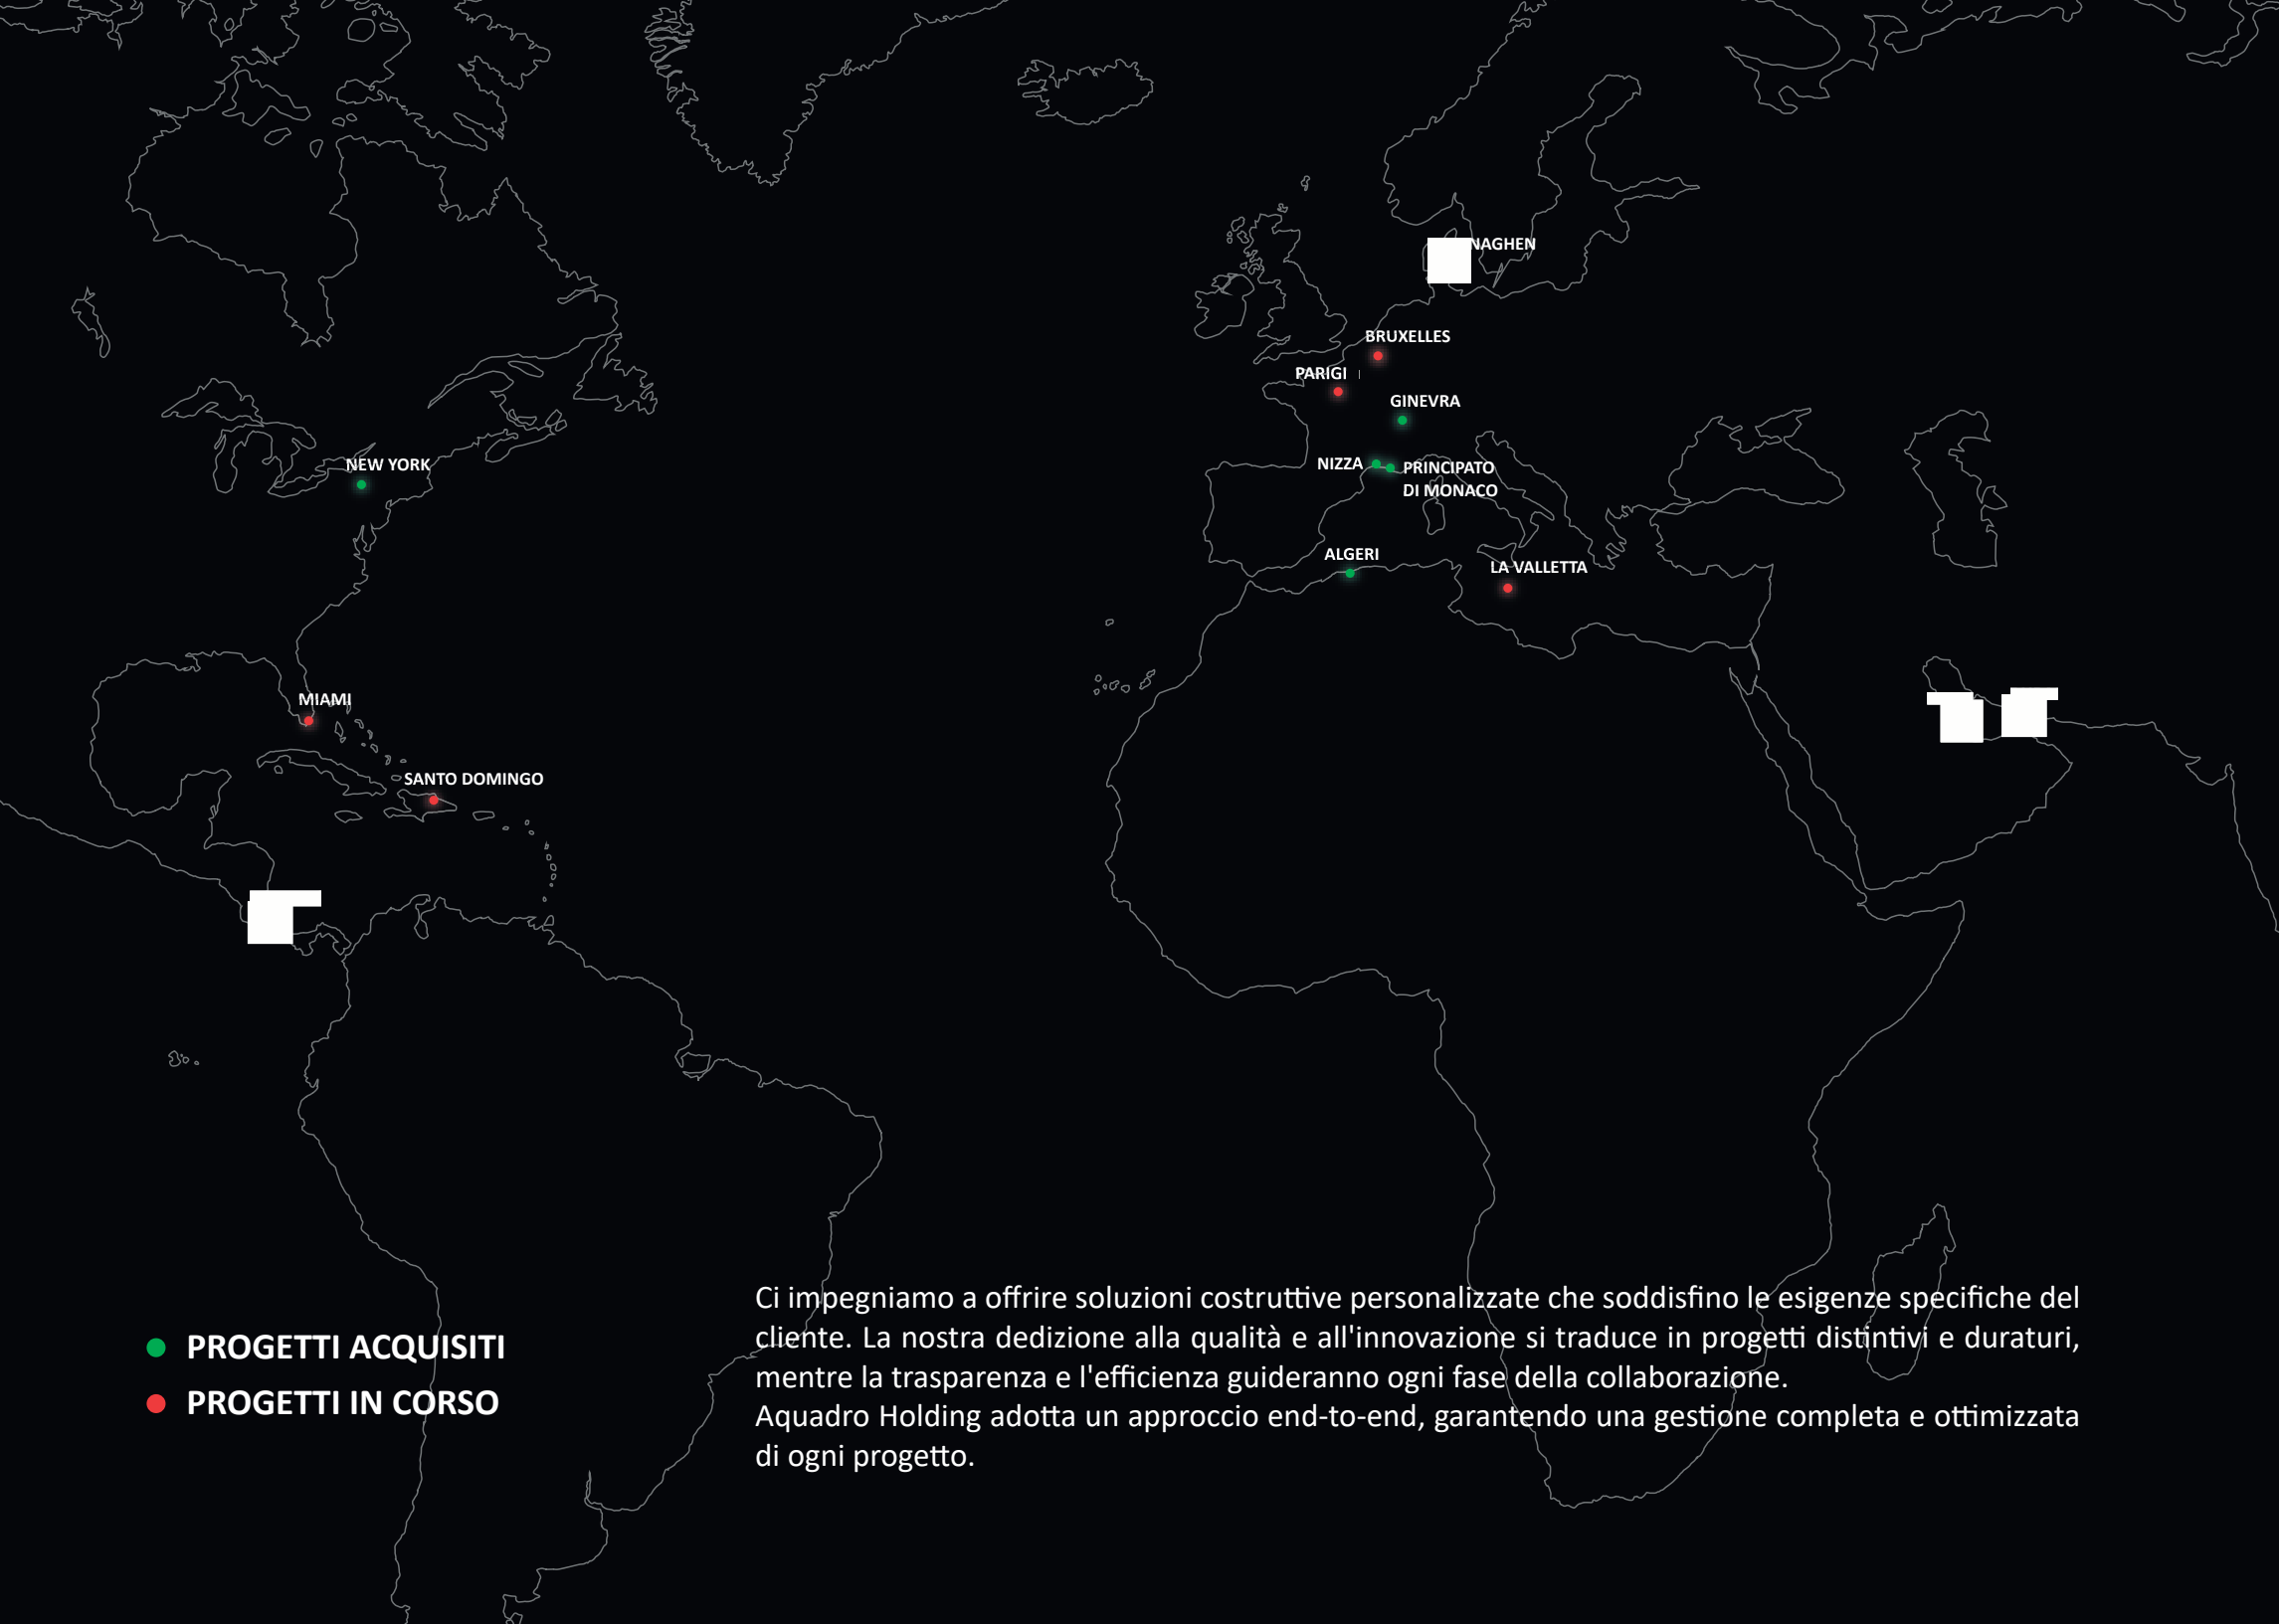 NAGHEN
BRUXELLES
PARIGI
GINEVRA
NEW YORK
NIZZA
PRINCIPATO
DI MONACO
ALGERI
LA VALLETTA
MIAMI
SANTO DOMINGO
PROGETTI ACQUISITI
PROGETTI IN CORSO
Ci impegniamo a offrire soluzioni costruttive personalizzate che soddisfino le esigenze specifiche del
cliente. La nostra dedizione alla qualità e all'innovazione si traduce in progetti distintivi e duraturi,
mentre la trasparenza e l'efficienza guideranno ogni fase della collaborazione.
Aquadro Holding adotta un approccio end-to-end, garantendo una gestione completa e ottimizzata
di ogni progetto.